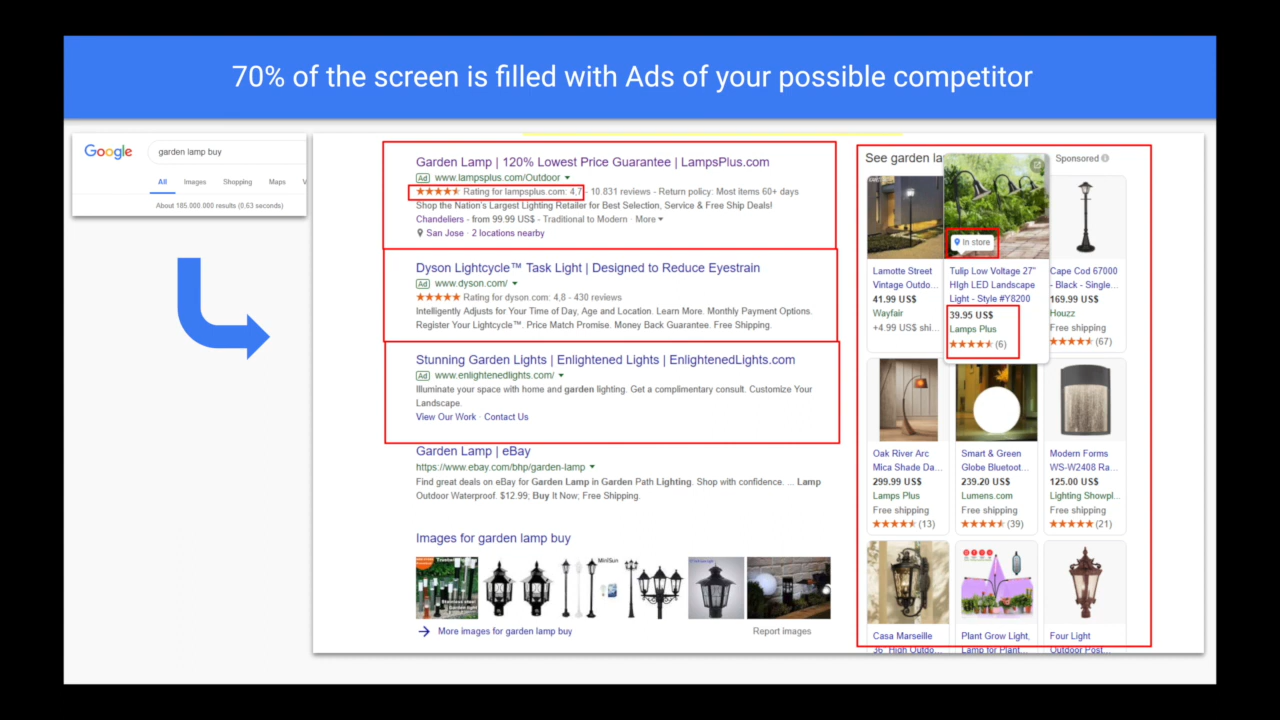 70% of the screen is filled with Ads of your possible competitor
Google
garden lamp buy
All Images Shopping Maps V
About 185 000 000 results (0,63 seconds)
Garden Lamp | 120% Lowest Price Guarantee | LampsPlus.com
Ad www.lampsplus.com/Outdoor
Rating for lampsplus.com: 4,7 - 10 831 reviews - Return policy: Most items 60+ days
Shop the Nation's Largest Lighting Retailer for Best Selection, Service & Free Ship Deals!
Chandeliers - from 99.99 US$ - Traditional to Modern · More
San Jose · 2 locations nearby
Dyson Lightcycle™ Task Light | Designed to Reduce Eyestrain
Ad www.dyson.com/
Rating for dyson.com: 4,8 - 430 reviews
Intelligently Adjusts for Your Time of Day, Age and Location. Learn More. Monthly Payment Options.
Register Your Lightcycle™. Price Match Promise. Money Back Guarantee. Free Shipping.
Stunning Garden Lights | Enlightened Lights | EnlightenedLights.com
Ad www.enlightenedlights.com/
Illuminate your space with home and garden lighting. Get a complimentary consult. Customize Your
Landscape.
View Our Work · Contact Us
Garden Lamp | eBay
https://www.ebay.com/bhp/garden-lamp
Find great deals on eBay for Garden Lamp in Garden Path Lighting. Shop with confidence. ... Lamp
Outdoor Waterproof. $12.99; Buy It Now; Free Shipping.
Images for garden lamp buy
MiniSun
More images for garden lamp buy
Report images
See garden la
Sponsored
In store
Lamotte Street
Vintage Outdo...
41.99 US$
Wayfair
+4.99 US$ shi...
Tulip Low Voltage 27"
HIgh LED Landscape
Light - Style #Y8200
39.95 US$
Lamps Plus
(6)
Cape Cod 67000
- Black - Single...
169.99 US$
Houzz
Free shipping
(67)
Oak River Arc
Mica Shade Da...
299.99 US$
Lamps Plus
Free shipping
(13)
Smart & Green
Globe Bluetoot...
239.20 US$
Lumens.com
Free shipping
(39)
Modern Forms
WS-W2408 Ra...
125.00 US$
Lighting Showpl...
Free shipping
(21)
Casa Marseille
36" High Outdo...
Plant Grow Light,
Lamp for Plant
Four Light
Outdoor Post...